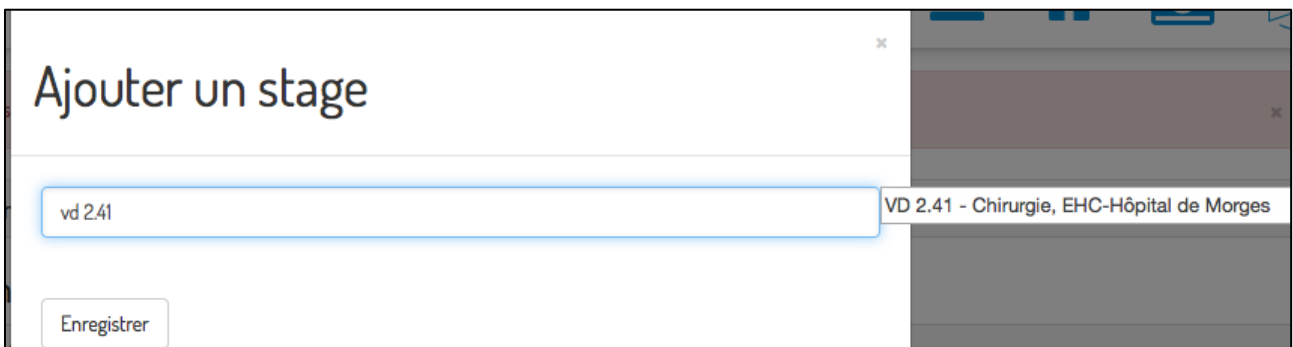 ×
Ajouter un stage
×
vd 2.41
VD 2.41 - Chirurgie, EHC-Hôpital de Morges
Enregistrer